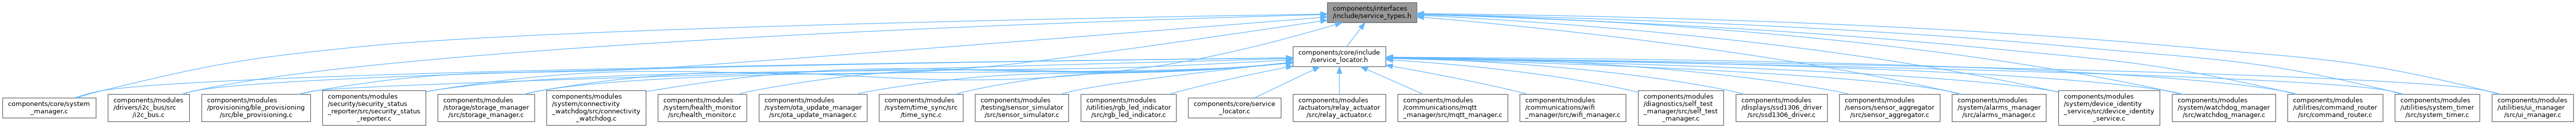 components/interfaces
/include/service_types.h
components/core/include
/service_locator.h
components/core/system
_manager.c
components/modules
/drivers/i2c_bus/src
/i2c_bus.c
components/modules
/provisioning/ble_provisioning
/src/ble_provisioning.c
components/modules
/security/security_status
_reporter/src/security_status
_reporter.c
components/modules
/storage/storage_manager
/src/storage_manager.c
components/modules
/system/connectivity
_watchdog/src/connectivity
_watchdog.c
components/modules
/system/health_monitor
/src/health_monitor.c
components/modules
/system/ota_update_manager
/src/ota_update_manager.c
components/modules
/system/time_sync/src
/time_sync.c
components/modules
/testing/sensor_simulator
/src/sensor_simulator.c
components/modules
/utilities/rgb_led_indicator
/src/rgb_led_indicator.c
components/core/service
_locator.c
components/modules
/actuators/relay_actuator
/src/relay_actuator.c
components/modules
/communications/mqtt
_manager/src/mqtt_manager.c
components/modules
/communications/wifi
_manager/src/wifi_manager.c
components/modules
/diagnostics/self_test
_manager/src/self_test
_manager.c
components/modules
/displays/ssd1306_driver
/src/ssd1306_driver.c
components/modules
/sensors/sensor_aggregator
/src/sensor_aggregator.c
components/modules
/system/alarms_manager
/src/alarms_manager.c
components/modules
/system/device_identity
_service/src/device_identity
_service.c
components/modules
/system/watchdog_manager
/src/watchdog_manager.c
components/modules
/utilities/command_router
/src/command_router.c
components/modules
/utilities/system_timer
/src/system_timer.c
components/modules
/utilities/ui_manager
/src/ui_manager.c